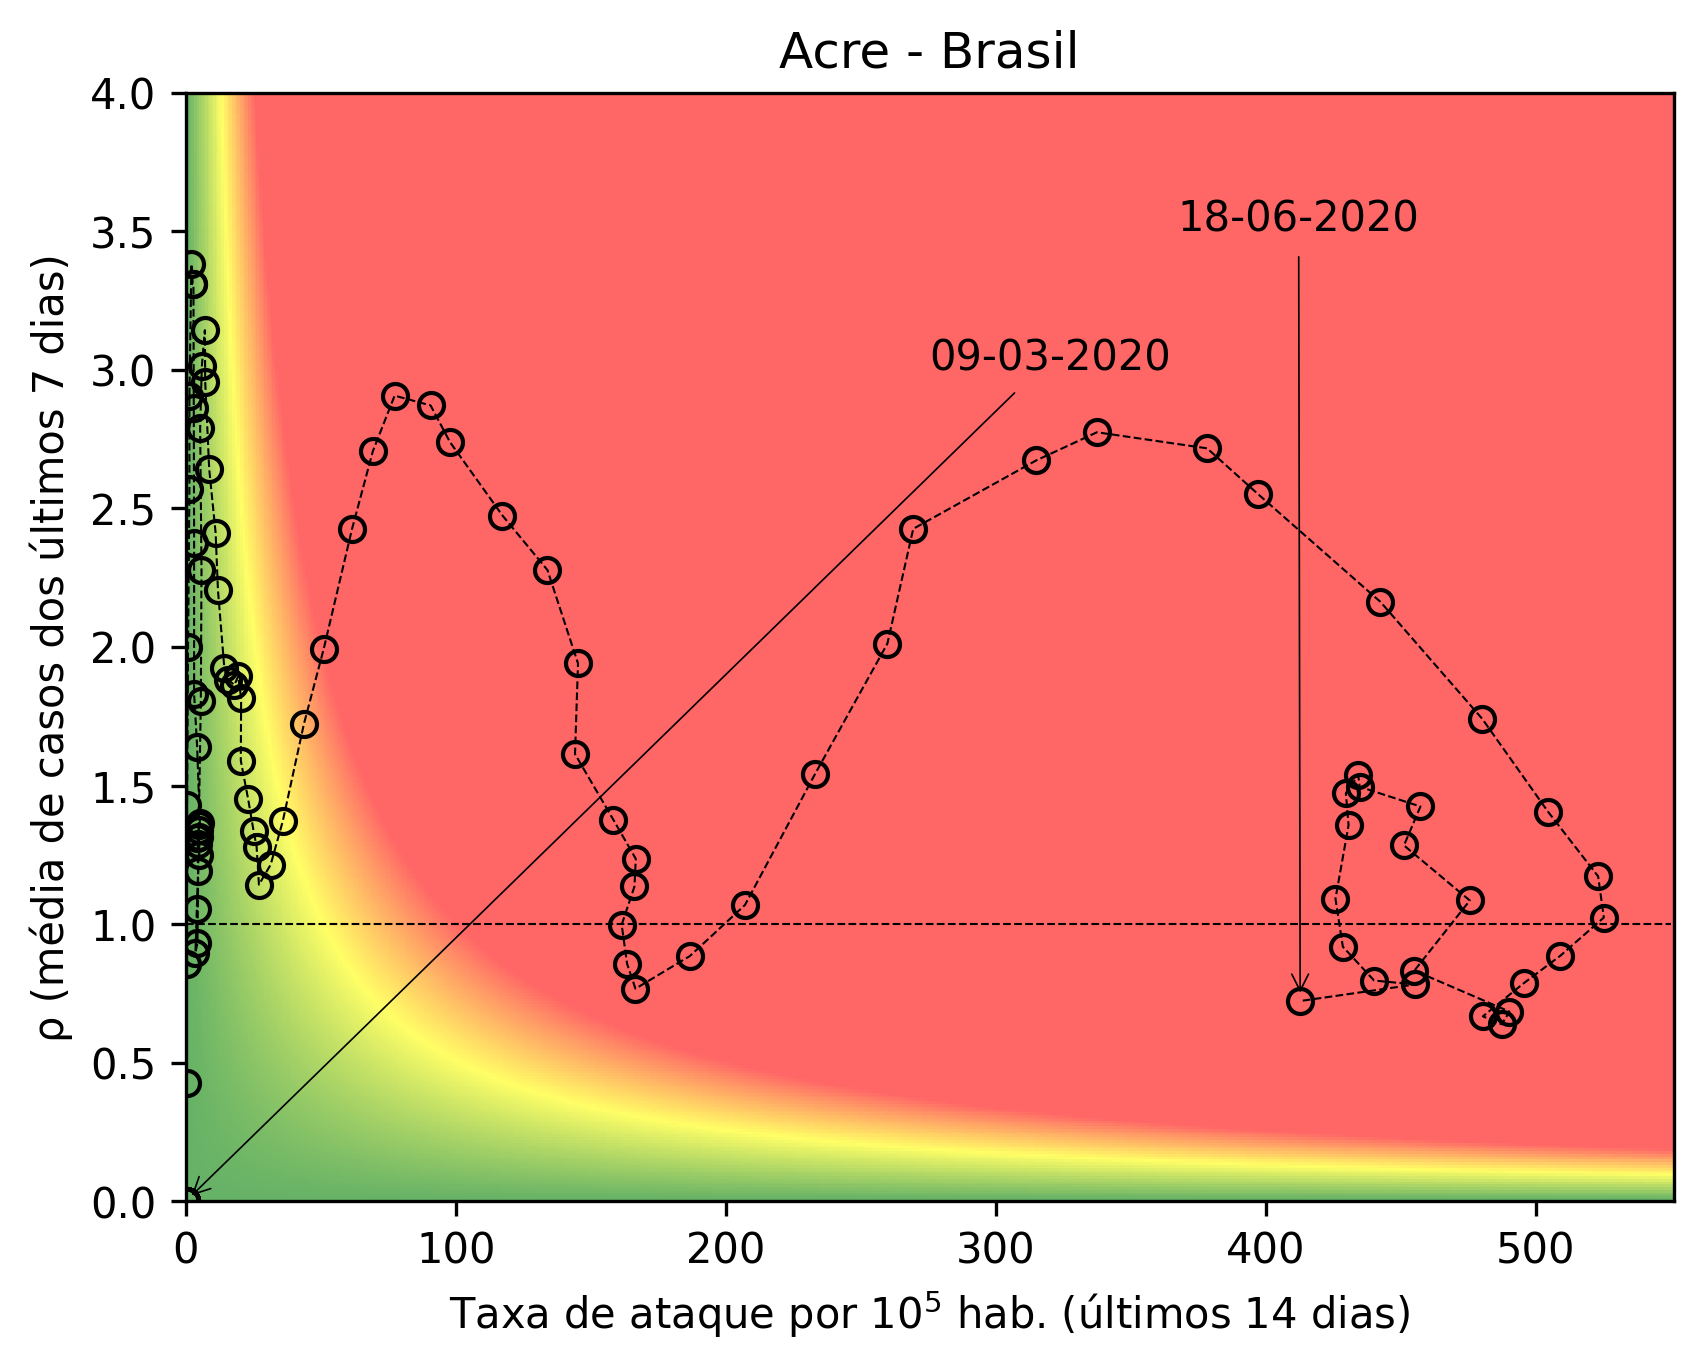 Acre - Brasil
4.0
3.5
3.0
2.5
2.0
1.5
1.0
0.5
0.0
ρ (média de casos dos últimos 7 dias)
18-06-2020
09-03-2020
0 100 200 300 400 500
Taxa de ataque por 10⁵ hab. (últimos 14 dias)